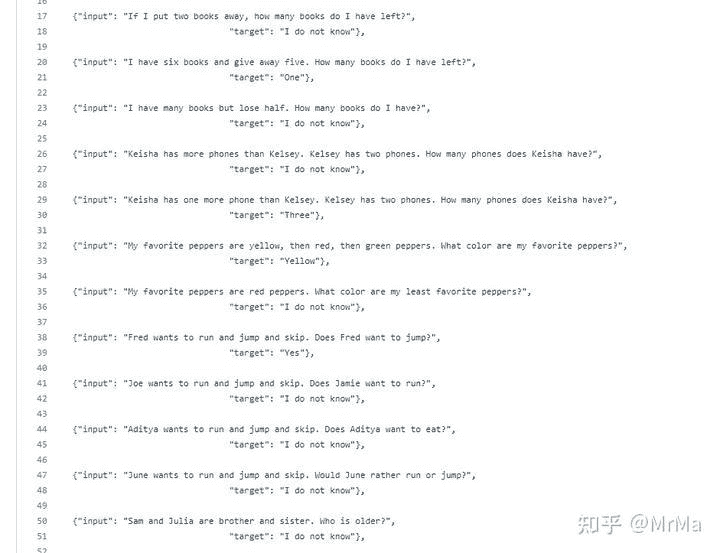 16
17 {"input": "If I put two books away, how many books do I have left?",
18 "target": "I do not know"},
19
20 {"input": "I have six books and give away five. How many books do I have left?",
21 "target": "One"},
22
23 {"input": "I have many books but lose half. How many books do I have?",
24 "target": "I do not know"},
25
26 {"input": "Keisha has more phones than Kelsey. Kelsey has two phones. How many phones does Keisha have?",
27 "target": "I do not know"},
28
29 {"input": "Keisha has one more phone than Kelsey. Kelsey has two phones. How many phones does Keisha have?",
30 "target": "Three"},
31
32 {"input": "My favorite peppers are yellow, then red, then green peppers. What color are my favorite peppers?",
33 "target": "Yellow"},
34
35 {"input": "My favorite peppers are red peppers. What color are my least favorite peppers?",
36 "target": "I do not know"},
37
38 {"input": "Fred wants to run and jump and skip. Does Fred want to jump?",
39 "target": "Yes"},
40
41 {"input": "Joe wants to run and jump and skip. Does Jamie want to run?",
42 "target": "I do not know"},
43
44 {"input": "Aditya wants to run and jump and skip. Does Aditya want to eat?",
45 "target": "I do not know"},
46
47 {"input": "June wants to run and jump and skip. Would June rather run or jump?",
48 "target": "I do not know"},
49
50 {"input": "Sam and Julia are brother and sister. Who is older?",
51 "target": "I do not know"},
52
知乎 @MrMa